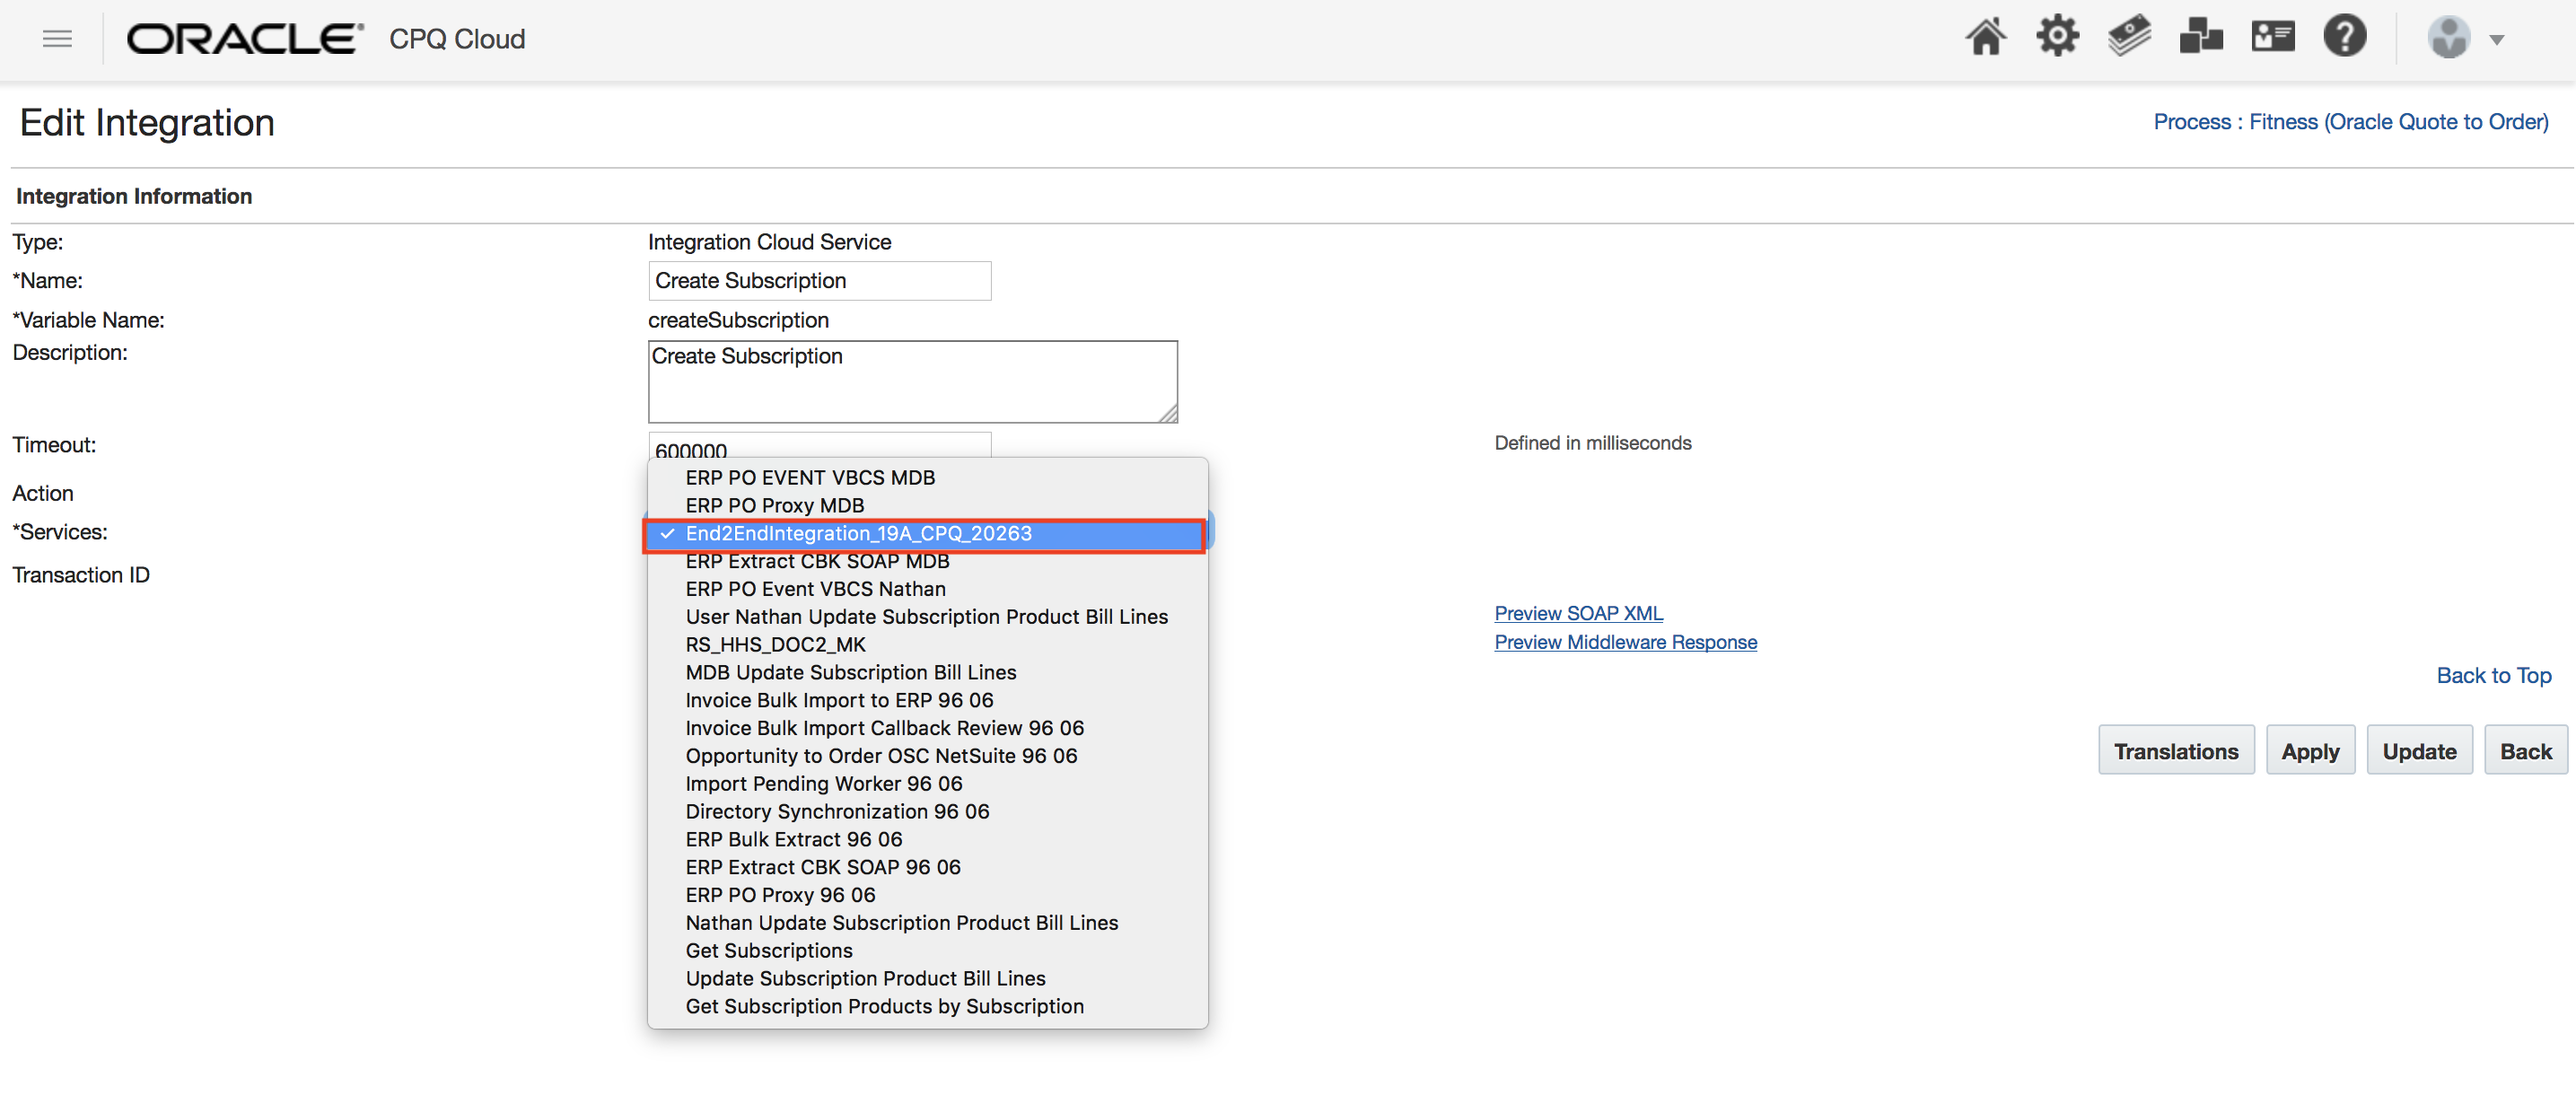 ORACLE CPQ Cloud
Edit Integration
Process : Fitness (Oracle Quote to Order)
Integration Information
Type: Integration Cloud Service
*Name: Create Subscription
*Variable Name: createSubscription
Description: Create Subscription
Timeout: 600000 Defined in milliseconds
Action
*Services:
Transaction ID
ERP PO EVENT VBCS MDB
ERP PO Proxy MDB
✓ End2EndIntegration_19A_CPQ_20263
ERP Extract CBK SOAP MDB
ERP PO Event VBCS Nathan
User Nathan Update Subscription Product Bill Lines
RS_HHS_DOC2_MK
MDB Update Subscription Bill Lines
Invoice Bulk Import to ERP 96 06
Invoice Bulk Import Callback Review 96 06
Opportunity to Order OSC NetSuite 96 06
Import Pending Worker 96 06
Directory Synchronization 96 06
ERP Bulk Extract 96 06
ERP Extract CBK SOAP 96 06
ERP PO Proxy 96 06
Nathan Update Subscription Product Bill Lines
Get Subscriptions
Update Subscription Product Bill Lines
Get Subscription Products by Subscription
Preview SOAP XML
Preview Middleware Response
Back to Top
Translations Apply Update Back